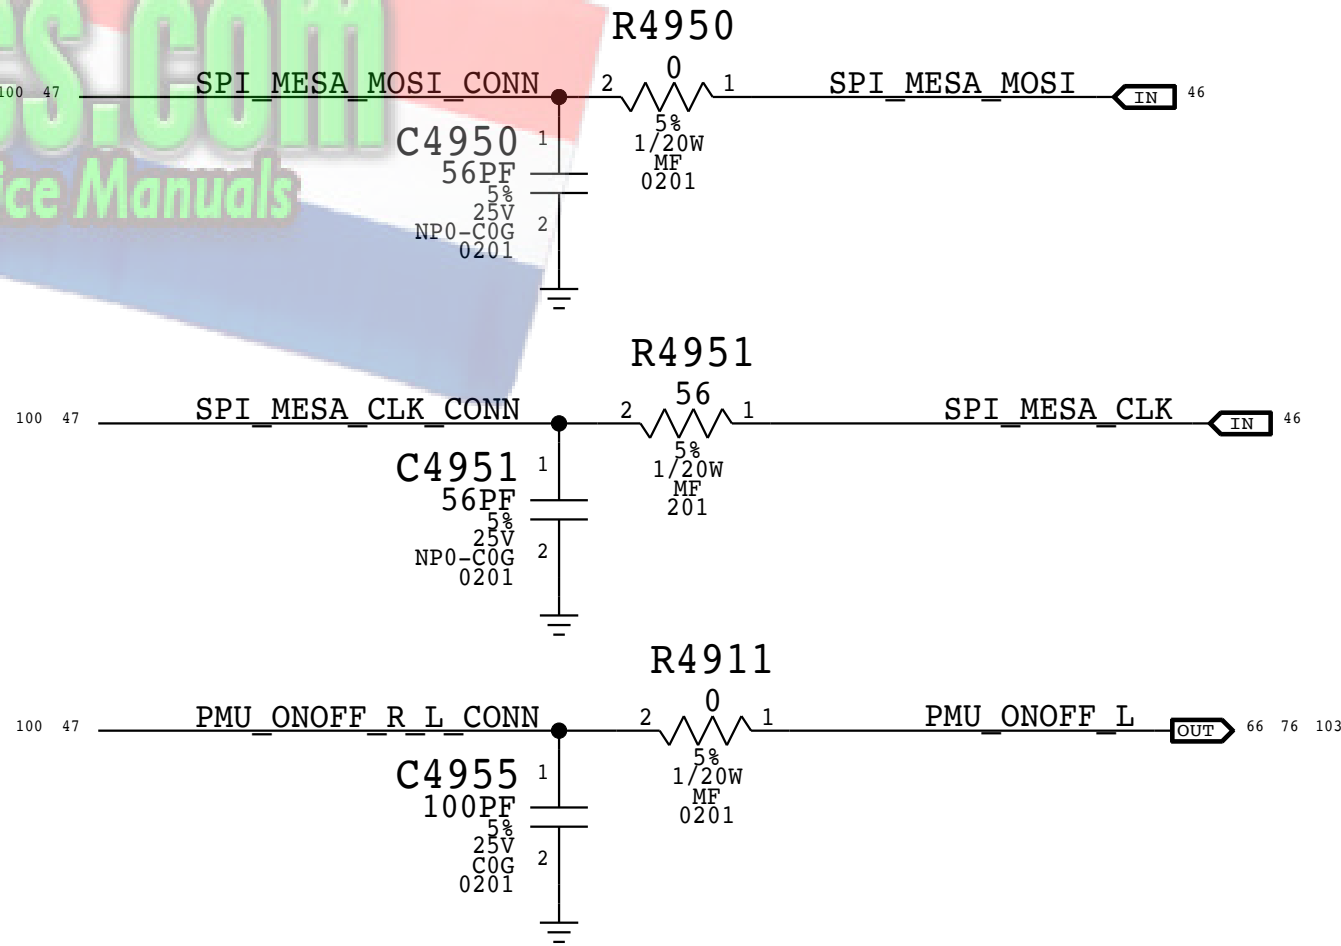 cs.com
ice Manuals
R4950
0
100 47 SPI_MESA_MOSI_CONN 2 1 SPI_MESA_MOSI IN 46
5%
1/20W
MF
0201
C4950 1
56PF
5%
25V
NP0-C0G 2
0201
R4951
56
100 47 SPI_MESA_CLK_CONN 2 1 SPI_MESA_CLK IN 46
5%
1/20W
MF
201
C4951 1
56PF
5%
25V
NP0-C0G 2
0201
R4911
0
100 47 PMU_ONOFF_R_L_CONN 2 1 PMU_ONOFF_L OUT 66 76 103
5%
1/20W
MF
0201
C4955 1
100PF
5%
25V
C0G 2
0201